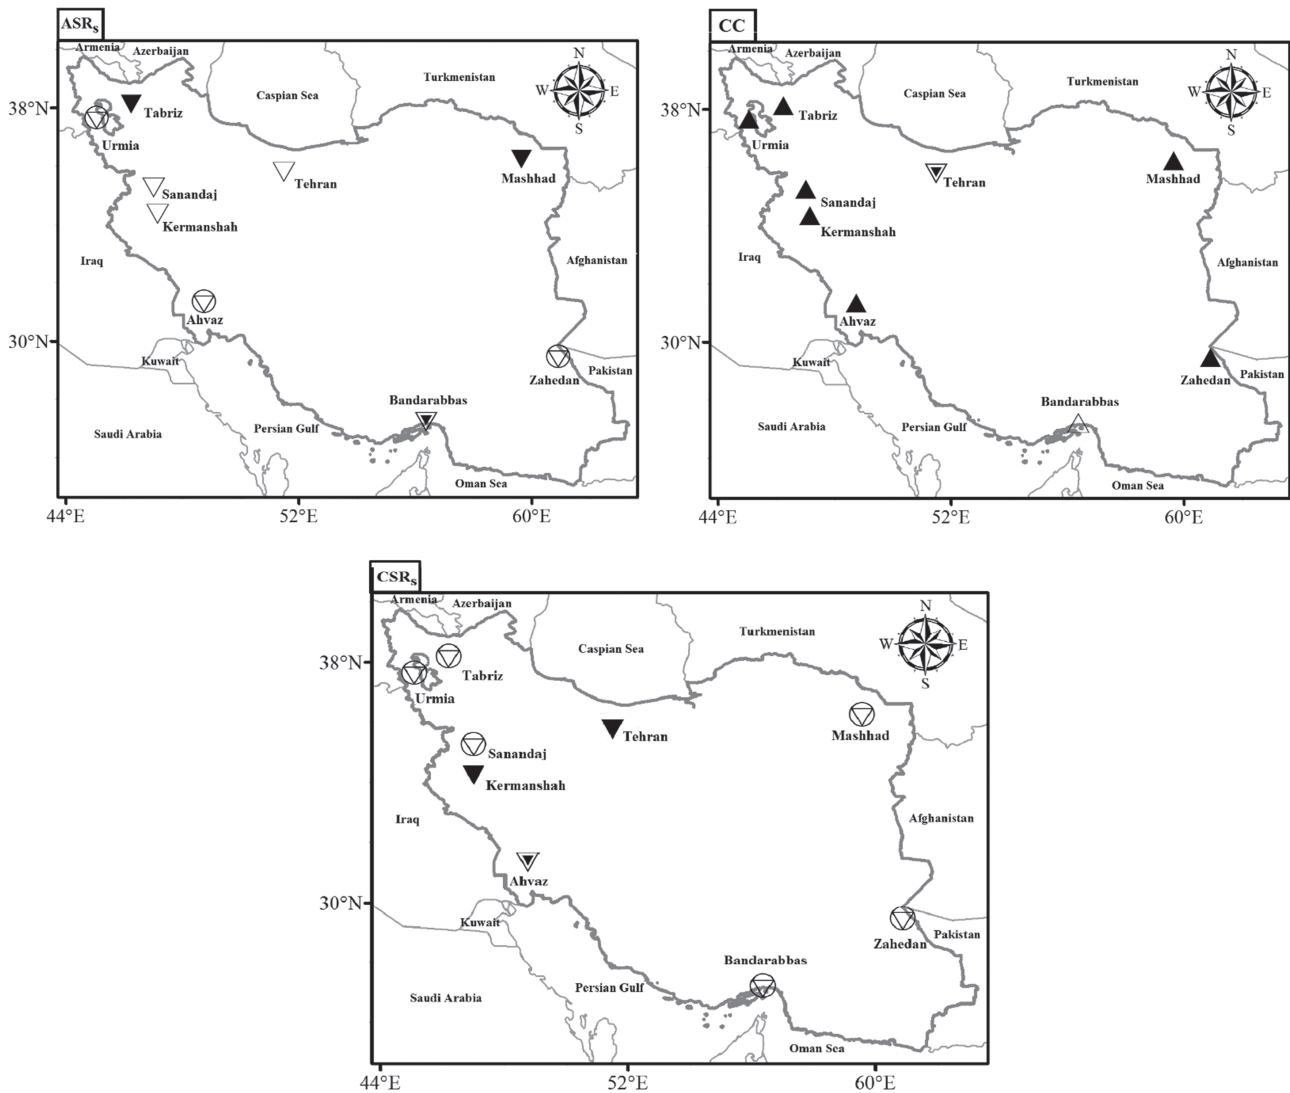 ASRs
Armenia
Azerbaijan
Turkmenistan
Caspian Sea
N
W
E
S
38°N
Tabriz
Urmia
Tehran
Mashhad
Sanandaj
Kermanshah
Iraq
Afghanistan
Ahvaz
30°N
Kuwait
Zahedan
Pakistan
Bandarabbas
Saudi Arabia
Persian Gulf
Oman Sea
44°E
52°E
60°E
CC
Armenia
Azerbaijan
Turkmenistan
Caspian Sea
N
W
E
S
38°N
Tabriz
Urmia
Tehran
Mashhad
Sanandaj
Kermanshah
Iraq
Afghanistan
Ahvaz
30°N
Kuwait
Zahedan
Pakistan
Bandarabbas
Saudi Arabia
Persian Gulf
Oman Sea
44°E
52°E
60°E
CSRs
Armenia
Azerbaijan
Turkmenistan
Caspian Sea
N
W
E
S
38°N
Tabriz
Urmia
Tehran
Mashhad
Sanandaj
Kermanshah
Iraq
Afghanistan
Ahvaz
30°N
Kuwait
Zahedan
Pakistan
Bandarabbas
Saudi Arabia
Persian Gulf
Oman Sea
44°E
52°E
60°E